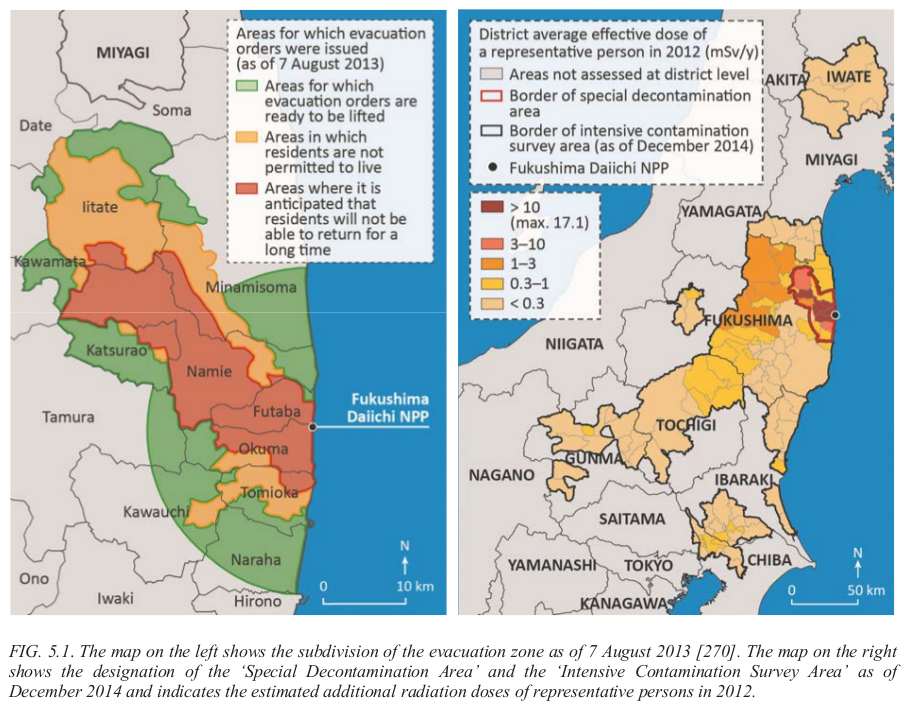 MIYAGI
Soma
Date
Iitate
Kawamata
Minamisoma
Katsurao
Namie
Futaba
Tamura
Okuma
Tomioka
Kawauchi
Naraha
Ono
Iwaki
Hirono
Areas for which evacuation
orders were issued
(as of 7 August 2013)
Areas for which
evacuation orders are
ready to be lifted
Areas in which
residents are not
permitted to live
Areas where it is
anticipated that
residents will not be
able to return for a
long time
Fukushima
Daiichi NPP
N
0 10 km
District average effective dose of
a representative person in 2012 (mSv/y)
Areas not assessed at district level
Border of special decontamination
area
Border of intensive contamination
survey area (as of December 2014)
Fukushima Daiichi NPP
> 10
(max. 17.1)
3–10
1–3
0.3–1
< 0.3
AKITA
IWATE
MIYAGI
YAMAGATA
FUKUSHIMA
NIIGATA
TOCHIGI
GUNMA
NAGANO
IBARAKI
SAITAMA
YAMANASHI
TOKYO
CHIBA
KANAGAWA
N
0 50 km
FIG. 5.1. The map on the left shows the subdivision of the evacuation zone as of 7 August 2013 [270]. The map on the right
shows the designation of the ‘Special Decontamination Area’ and the ‘Intensive Contamination Survey Area’ as of
December 2014 and indicates the estimated additional radiation doses of representative persons in 2012.